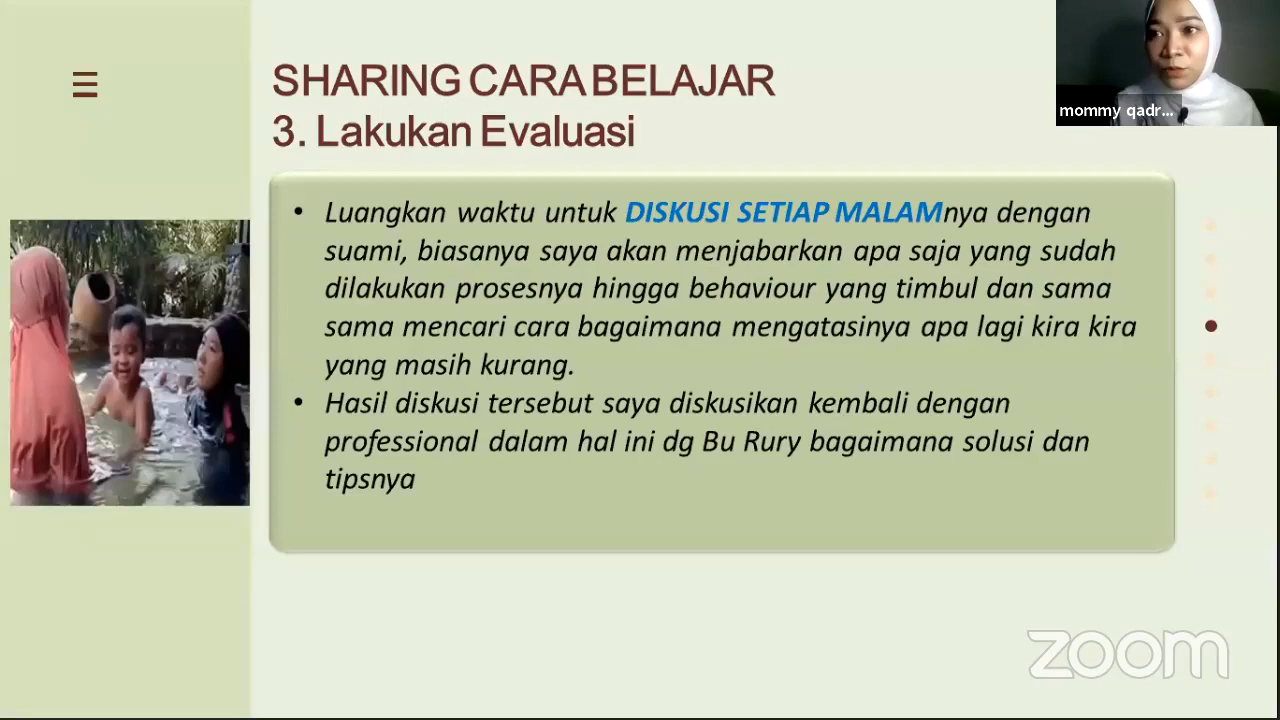 SHARING CARA BELAJAR
3. Lakukan Evaluasi
mommy qadr...
• Luangkan waktu untuk DISKUSI SETIAP MALAMnya dengan
suami, biasanya saya akan menjabarkan apa saja yang sudah
dilakukan prosesnya hingga behaviour yang timbul dan sama
sama mencari cara bagaimana mengatasinya apa lagi kira kira
yang masih kurang.
• Hasil diskusi tersebut saya diskusikan kembali dengan
professional dalam hal ini dg Bu Rury bagaimana solusi dan
tipsnya
zoom